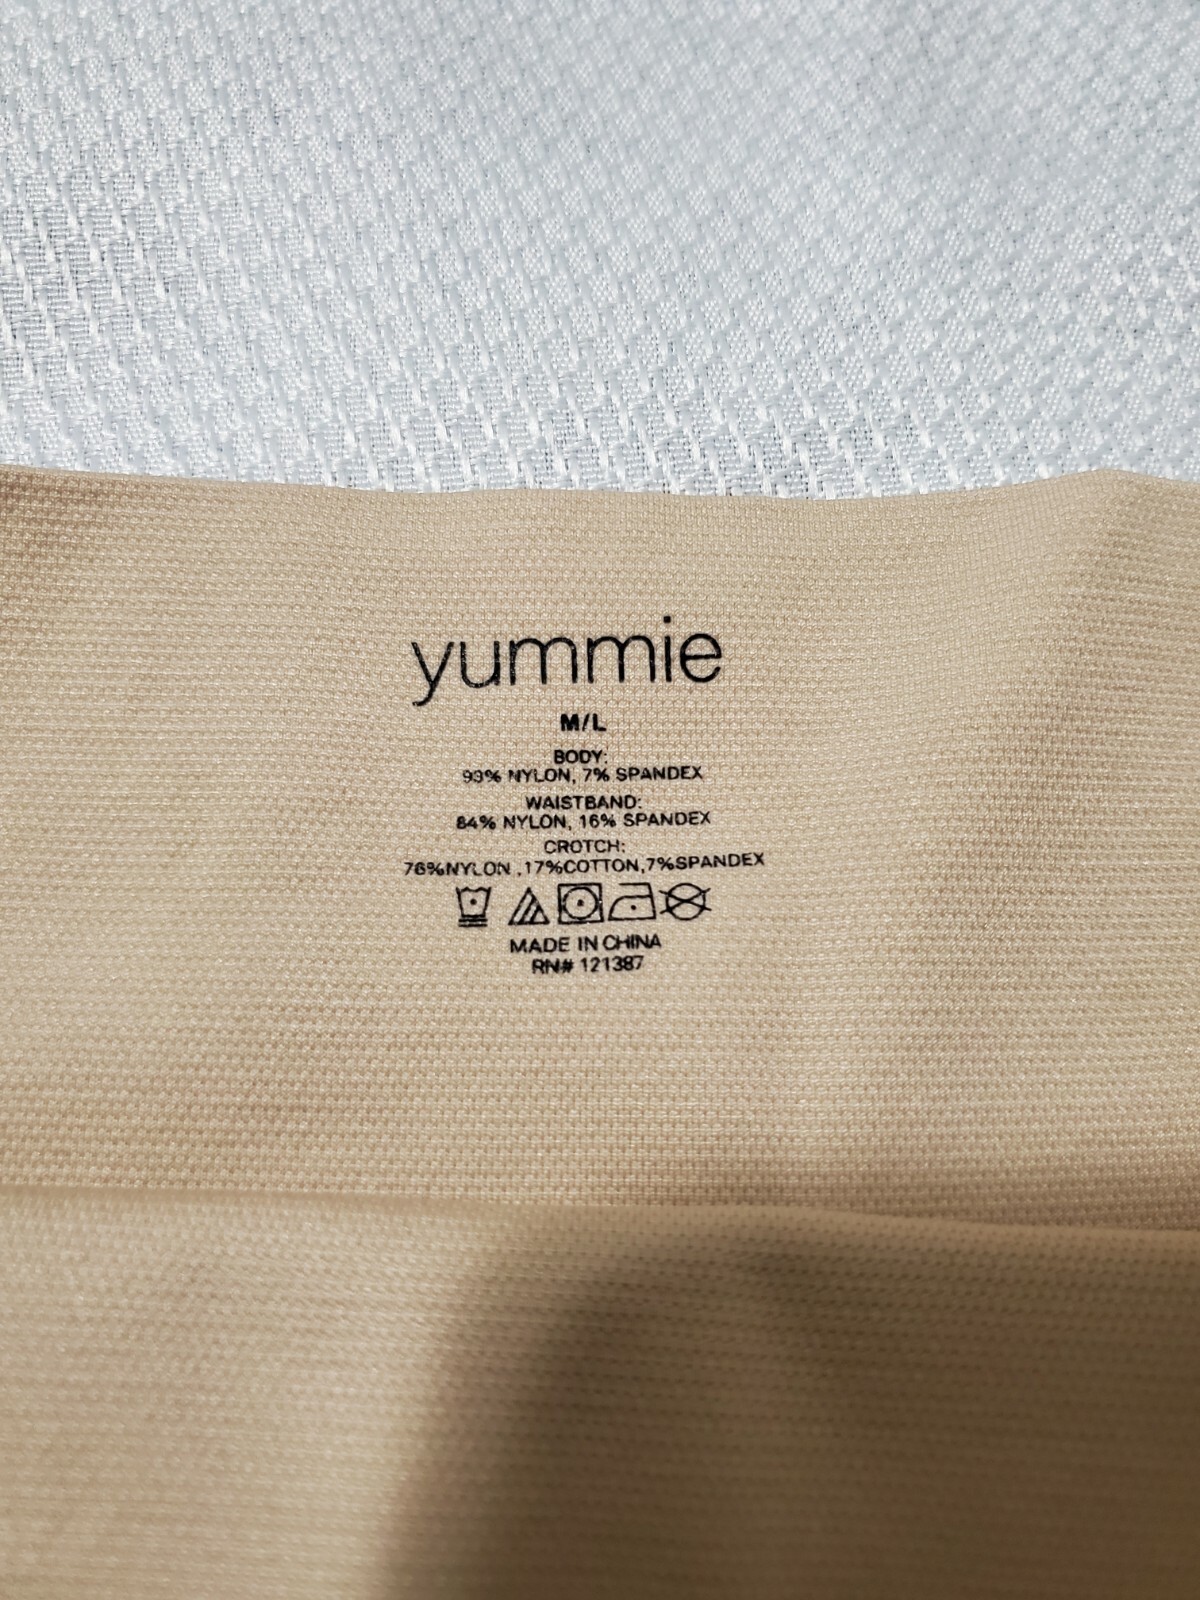 yummie
M/L
BODY:
93% NYLON, 7% SPANDEX
WAISTBAND:
84% NYLON, 16% SPANDEX
CROTCH:
76%NYLON ,17%COTTON,7%SPANDEX
MADE IN CHINA
RN# 121387